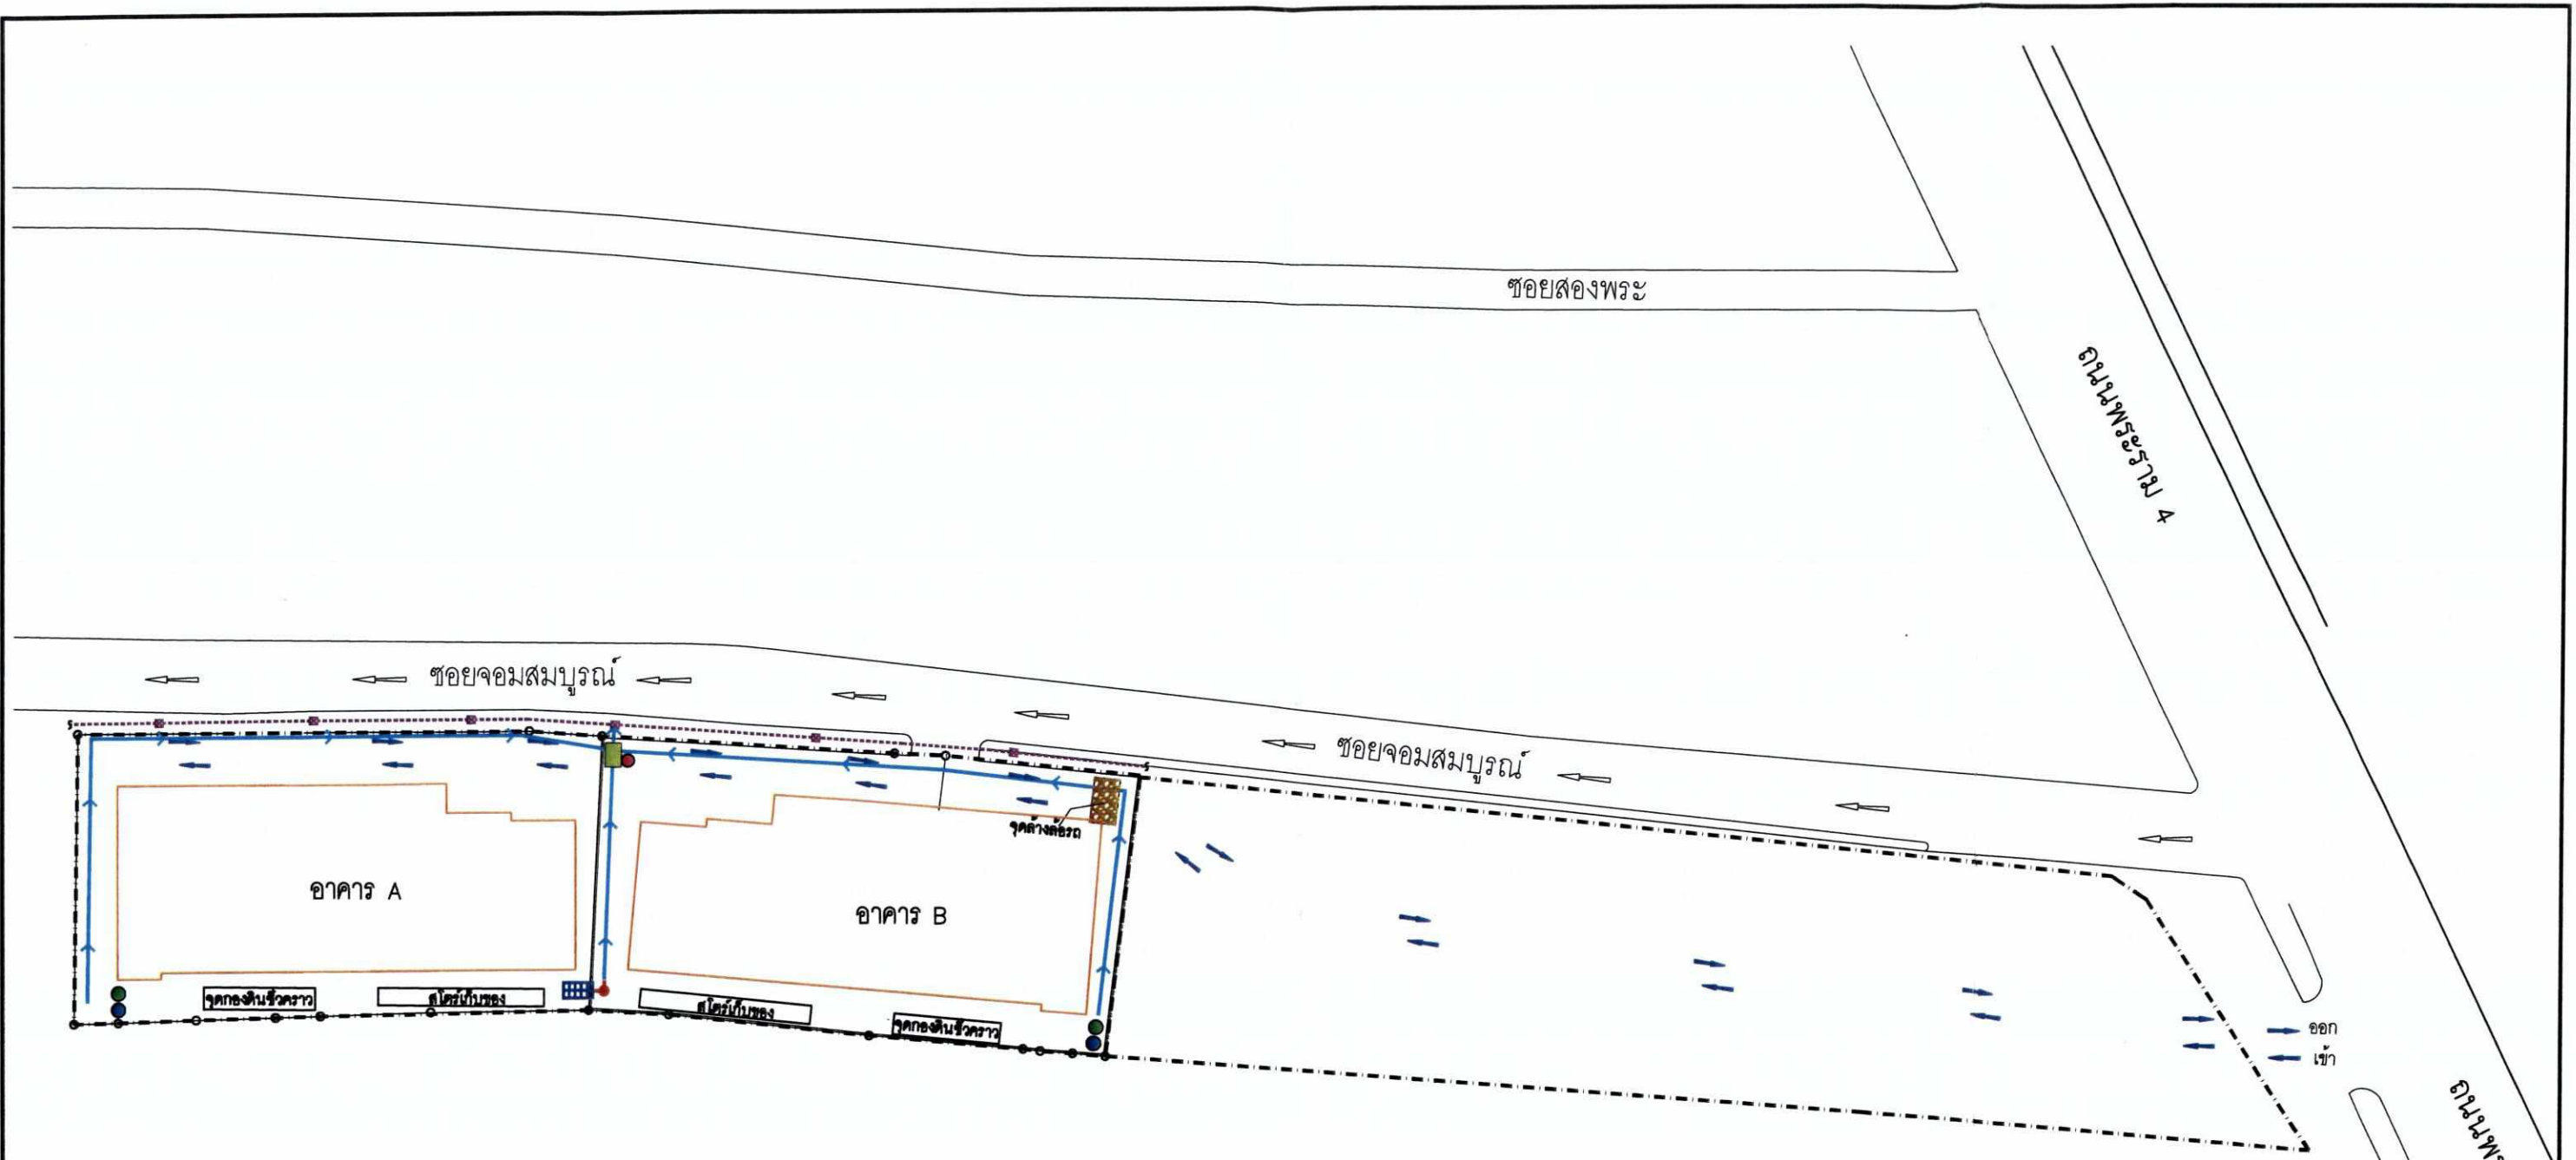 ซอยสองพระ
ถนนพระราม 4
ซอยจอมสมบูรณ์
ซอยจอมสมบูรณ์
จุดล้างล้อรถ
อาคาร A
อาคาร B
จุดกองดินชั่วคราว
สโตร์เก็บของ
สโตร์เก็บของ
จุดกองดินชั่วคราว
ออก
เข้า